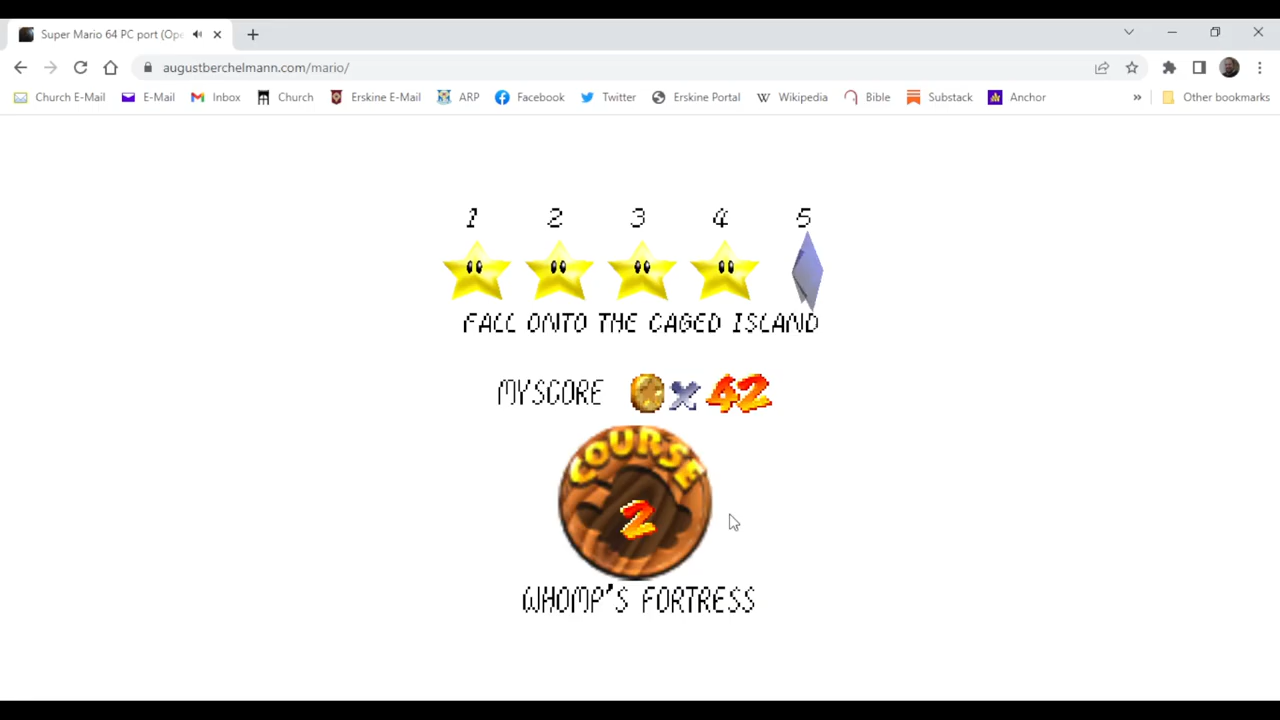 Super Mario 64 PC port (Ope
augustberchelmann.com/mario/
Church E-Mail E-Mail Inbox Church Erskine E-Mail ARP Facebook Twitter Erskine Portal Wikipedia Bible Substack Anchor » Other bookmarks
1 2 3 4 5
FALL ONTO THE CAGED ISLAND
MYSCORE × 42
COURSE
2
WHOMP'S FORTRESS